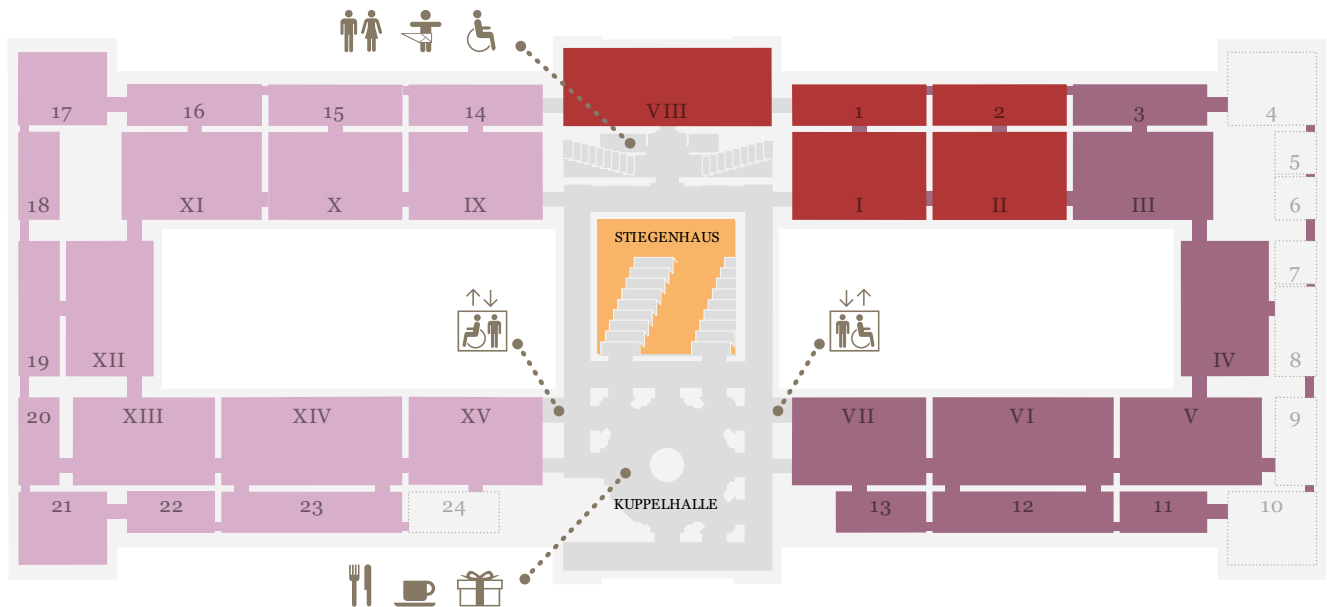 17
16
15
14
VIII
1
2
3
4
5
18
XI
X
IX
I
II
III
6
STIEGENHAUS
7
19
XII
IV
8
20
XIII
XIV
XV
VII
VI
V
9
21
22
23
24
KUPPELHALLE
13
12
11
10